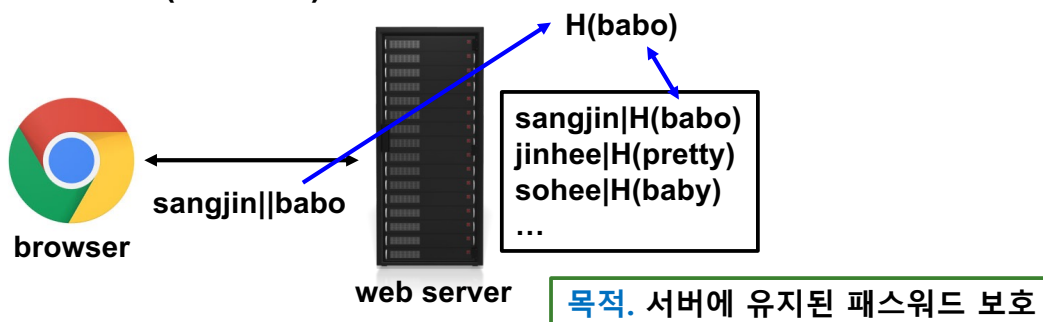 H(babo)
sangjin|H(babo)
jinhee|H(pretty)
sohee|H(baby)
…
sangjin||babo
browser
web server
목적. 서버에 유지된 패스워드 보호